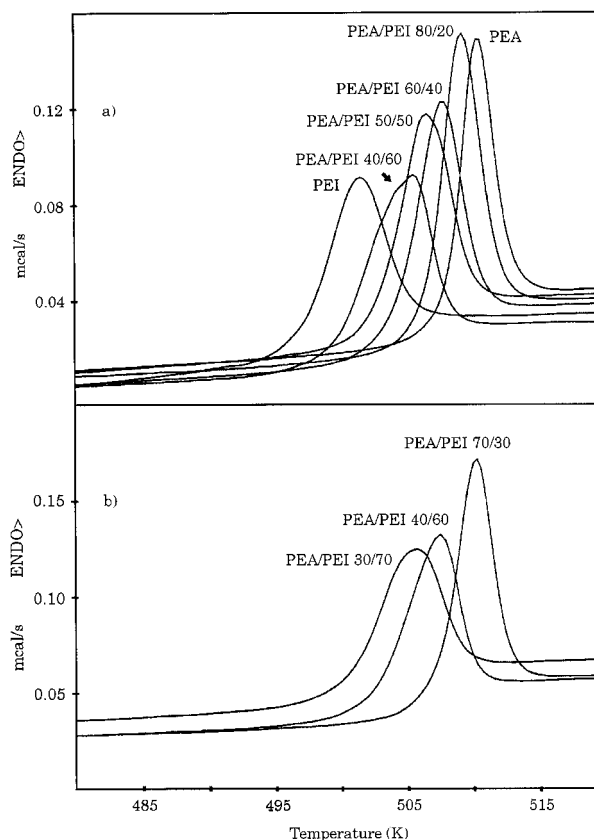 PEA/PEI 80/20
PEA
a)
0.12
PEA/PEI 60/40
PEA/PEI 50/50
PEA/PEI 40/60
PEI
ENDO>
0.08
mcal/s
0.04
PEA/PEI 70/30
0.15
b)
PEA/PEI 40/60
ENDO>
PEA/PEI 30/70
0.10
mcal/s
0.05
485
495
505
515
Temperature (K)